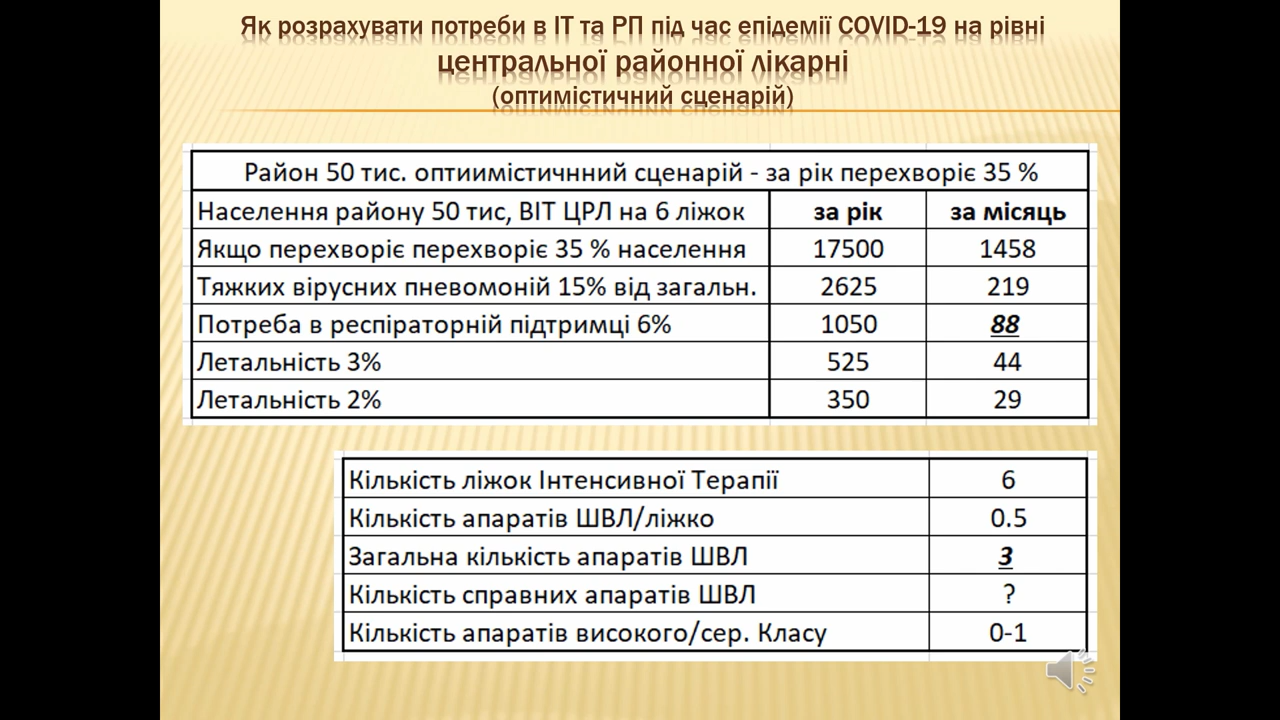 Як розрахувати потреби в ІТ та РП під час епідемії COVID-19 на рівні
центральної районної лікарні
(оптимістичний сценарій)
Район 50 тис. оптиимістичнний сценарій - за рік перехворіє 35 %
Населення району 50 тис, ВІТ ЦРЛ на 6 ліжок за рік за місяць
Якщо перехворіє перехворіє 35 % населення 17500 1458
Тяжких вірусних пневомоній 15% від загальн. 2625 219
Потреба в респіраторній підтримці 6% 1050 88
Летальність 3% 525 44
Летальність 2% 350 29
Кількість ліжок Інтенсивної Терапії 6
Кількість апаратів ШВЛ/ліжко 0.5
Загальна кількість апаратів ШВЛ 3
Кількість справних апаратів ШВЛ ?
Кількість апаратів високого/сер. Класу 0-1